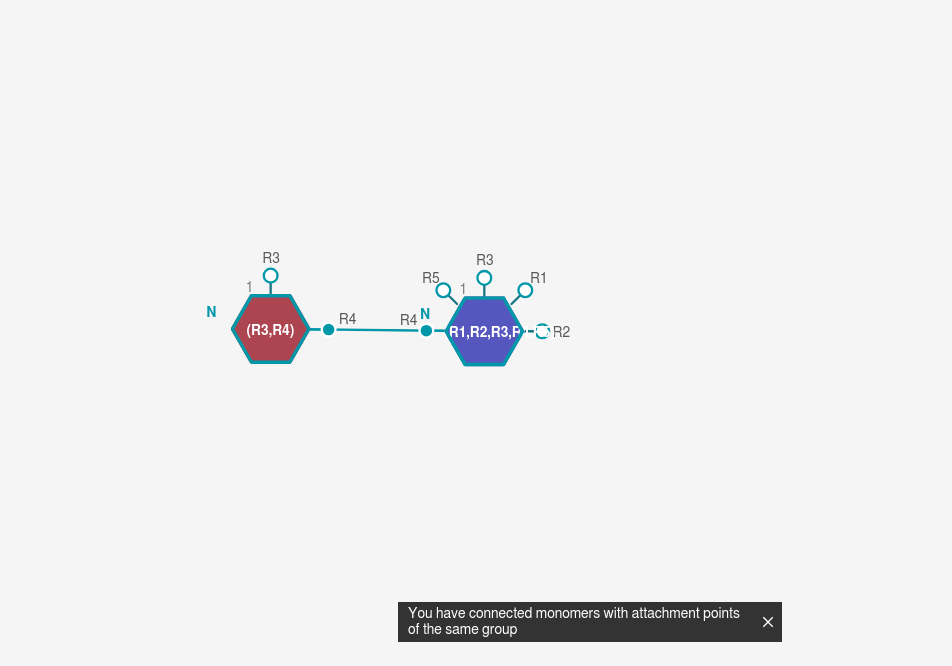 R3
1
N
(R3,R4)
R4
R4
N
R5
1
R3
R1
R1,R2,R3,
R2
You have connected monomers with attachment points
of the same group